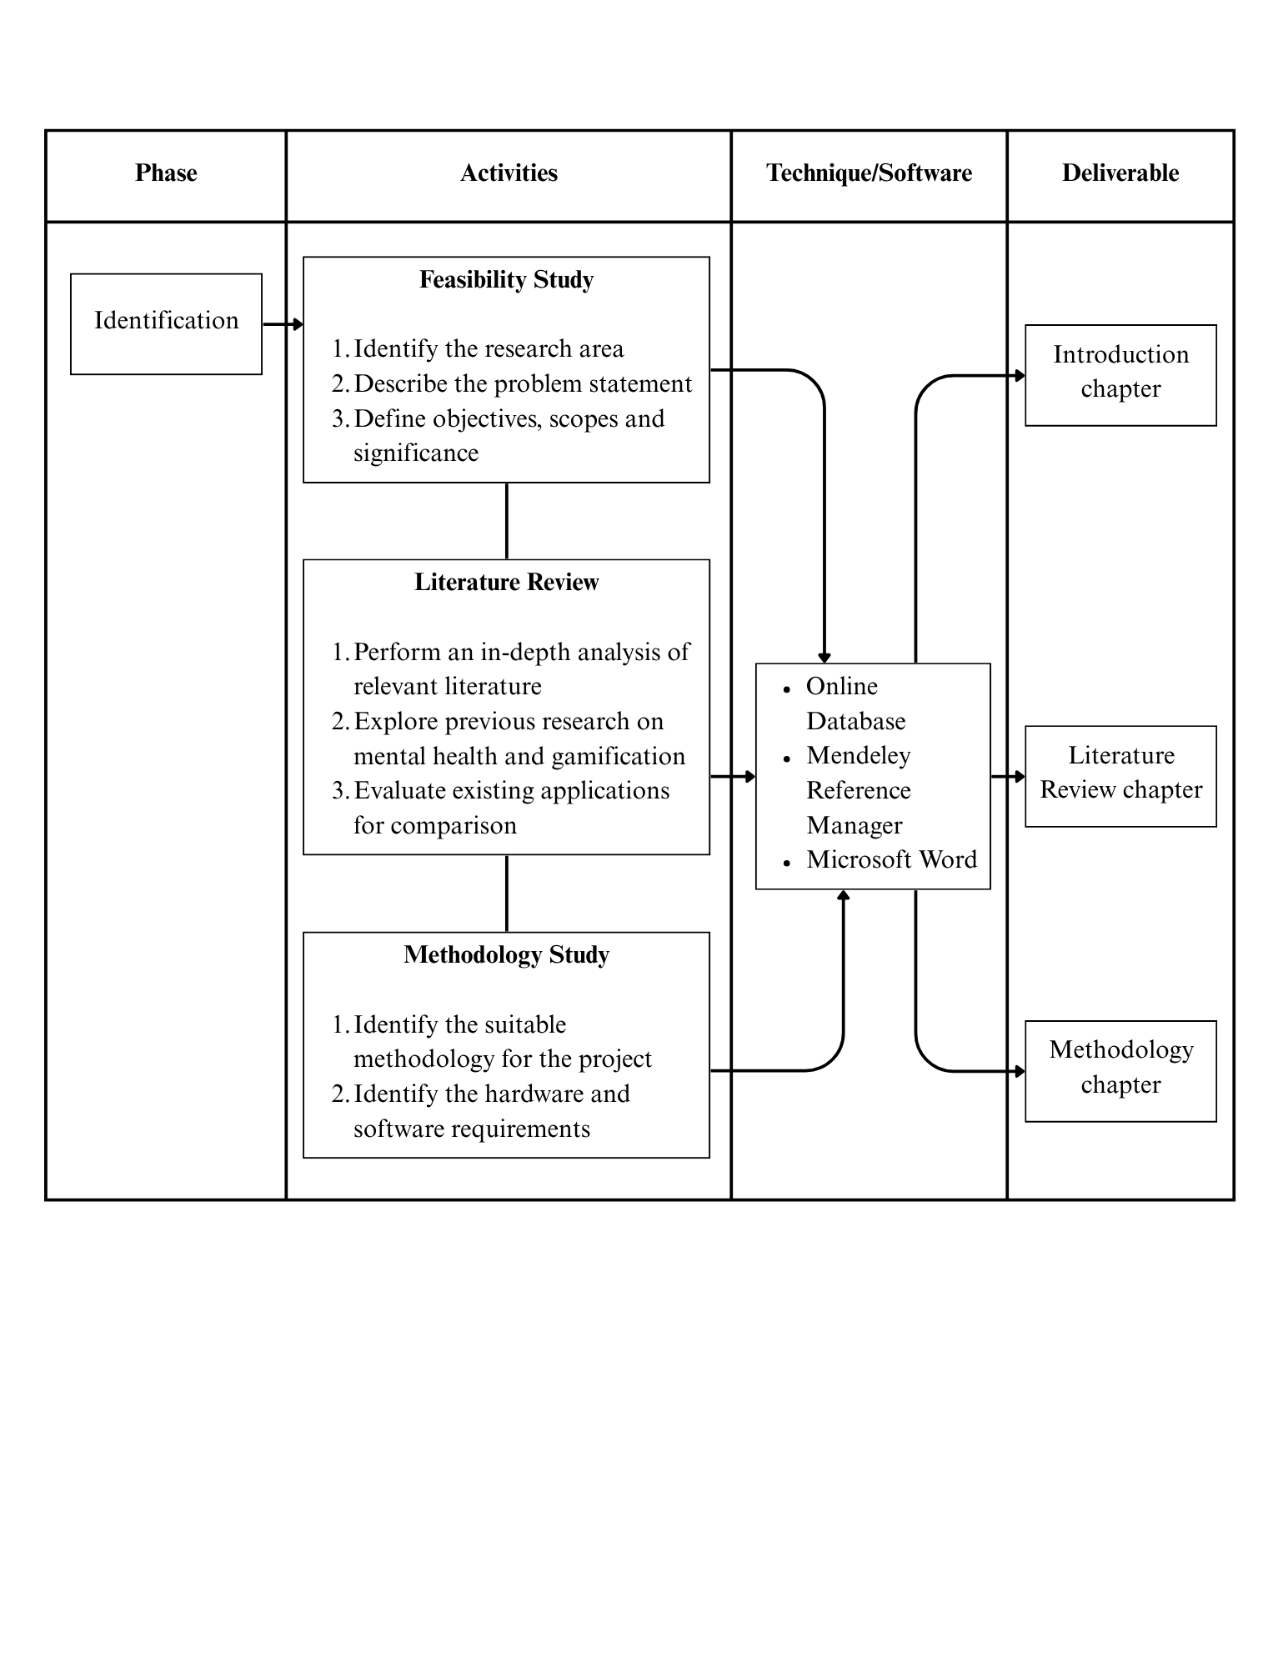 Phase
Activities
Technique/Software
Deliverable
Identification
Feasibility Study
1. Identify the research area
2. Describe the problem statement
3. Define objectives, scopes and
significance
Literature Review
1. Perform an in-depth analysis of
relevant literature
2. Explore previous research on
mental health and gamification
3. Evaluate existing applications
for comparison
Methodology Study
1. Identify the suitable
methodology for the project
2. Identify the hardware and
software requirements
• Online
Database
• Mendeley
Reference
Manager
• Microsoft Word
Introduction
chapter
Literature
Review chapter
Methodology
chapter